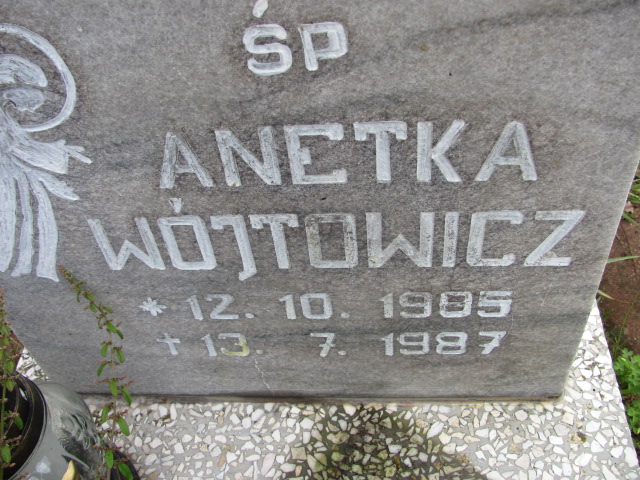 ŚP
ANETKA
WÓJTOWICZ
* 12. 10. 1985
† 13. 7. 1987